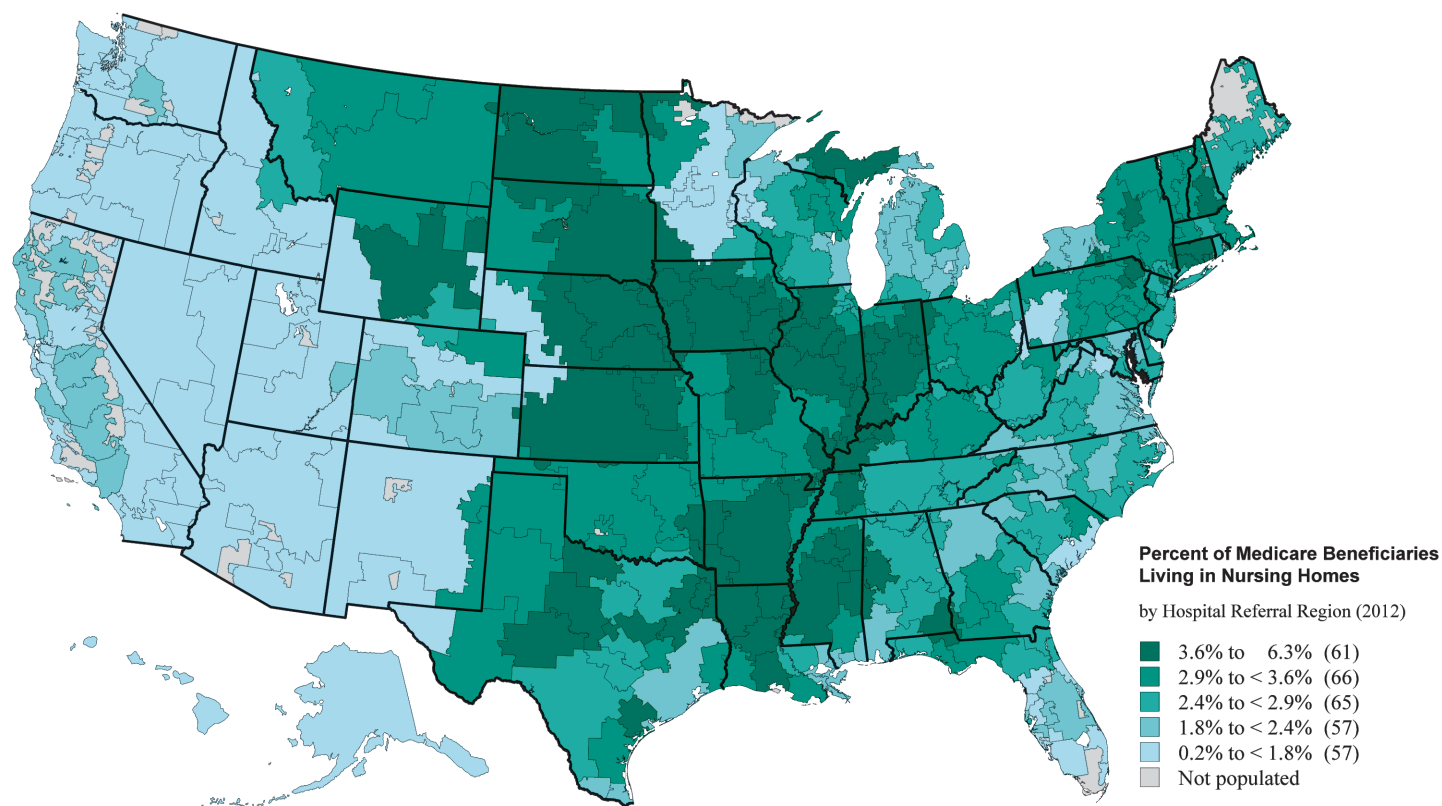 Percent of Medicare Beneficiaries
Living in Nursing Homes
by Hospital Referral Region (2012)
3.6% to 6.3% (61)
2.9% to < 3.6% (66)
2.4% to < 2.9% (65)
1.8% to < 2.4% (57)
0.2% to < 1.8% (57)
Not populated